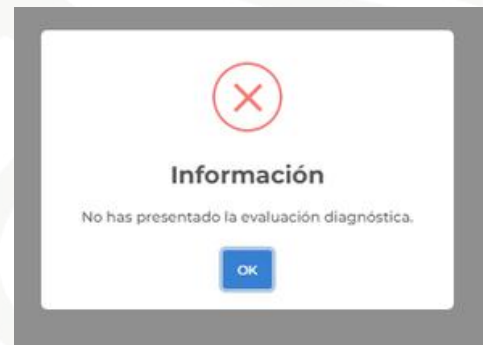 Información
No has presentado la evaluación diagnóstica.
OK